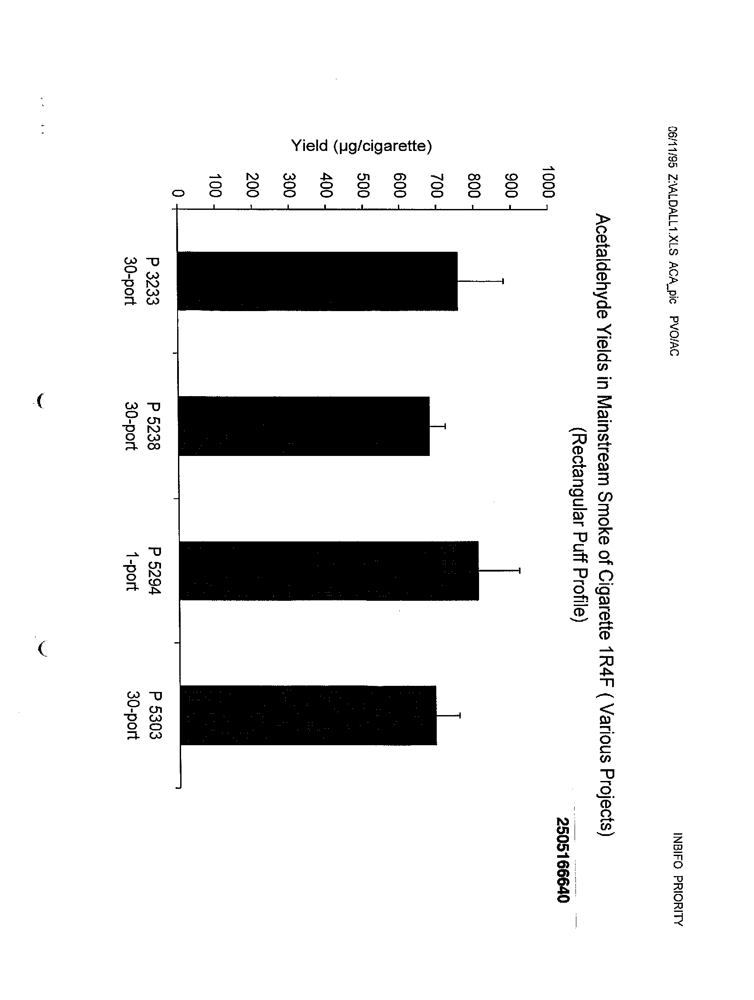 06/11/95 Z:\ALDALL1.XLS ACA_pic PVO/AC
INBIFO PRIORITY
Acetaldehyde Yields in Mainstream Smoke of Cigarette 1R4F ( Various Projects)
(Rectangular Puff Profile)
2505166640
Yield (µg/cigarette)
1000
900
800
700
600
500
400
300
200
100
0
P 3233
30-port
P 5238
30-port
P 5294
1-port
P 5303
30-port